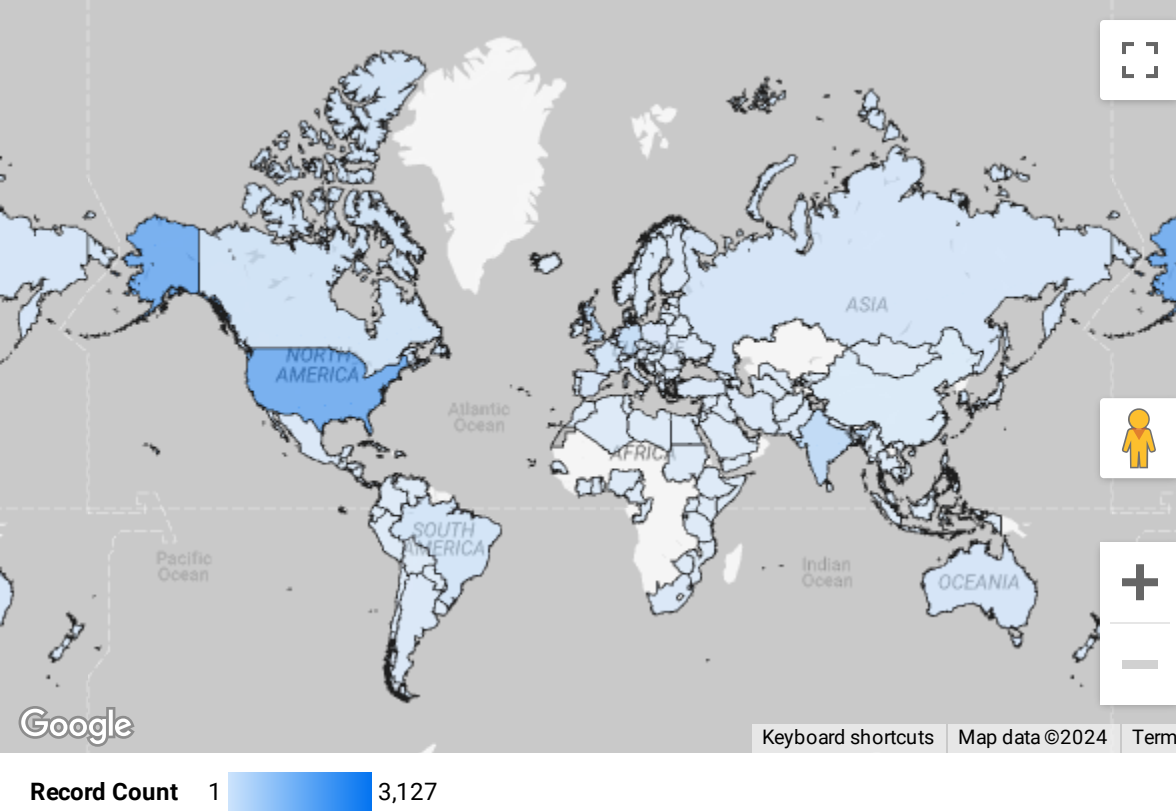 ASIA
NORTH
AMERICA
Atlantic
Ocean
AFRICA
SOUTH
AMERICA
Pacific
Ocean
Indian
Ocean
OCEANIA
Google
Keyboard shortcuts
Map data ©2024
Term
Record Count 1 3,127